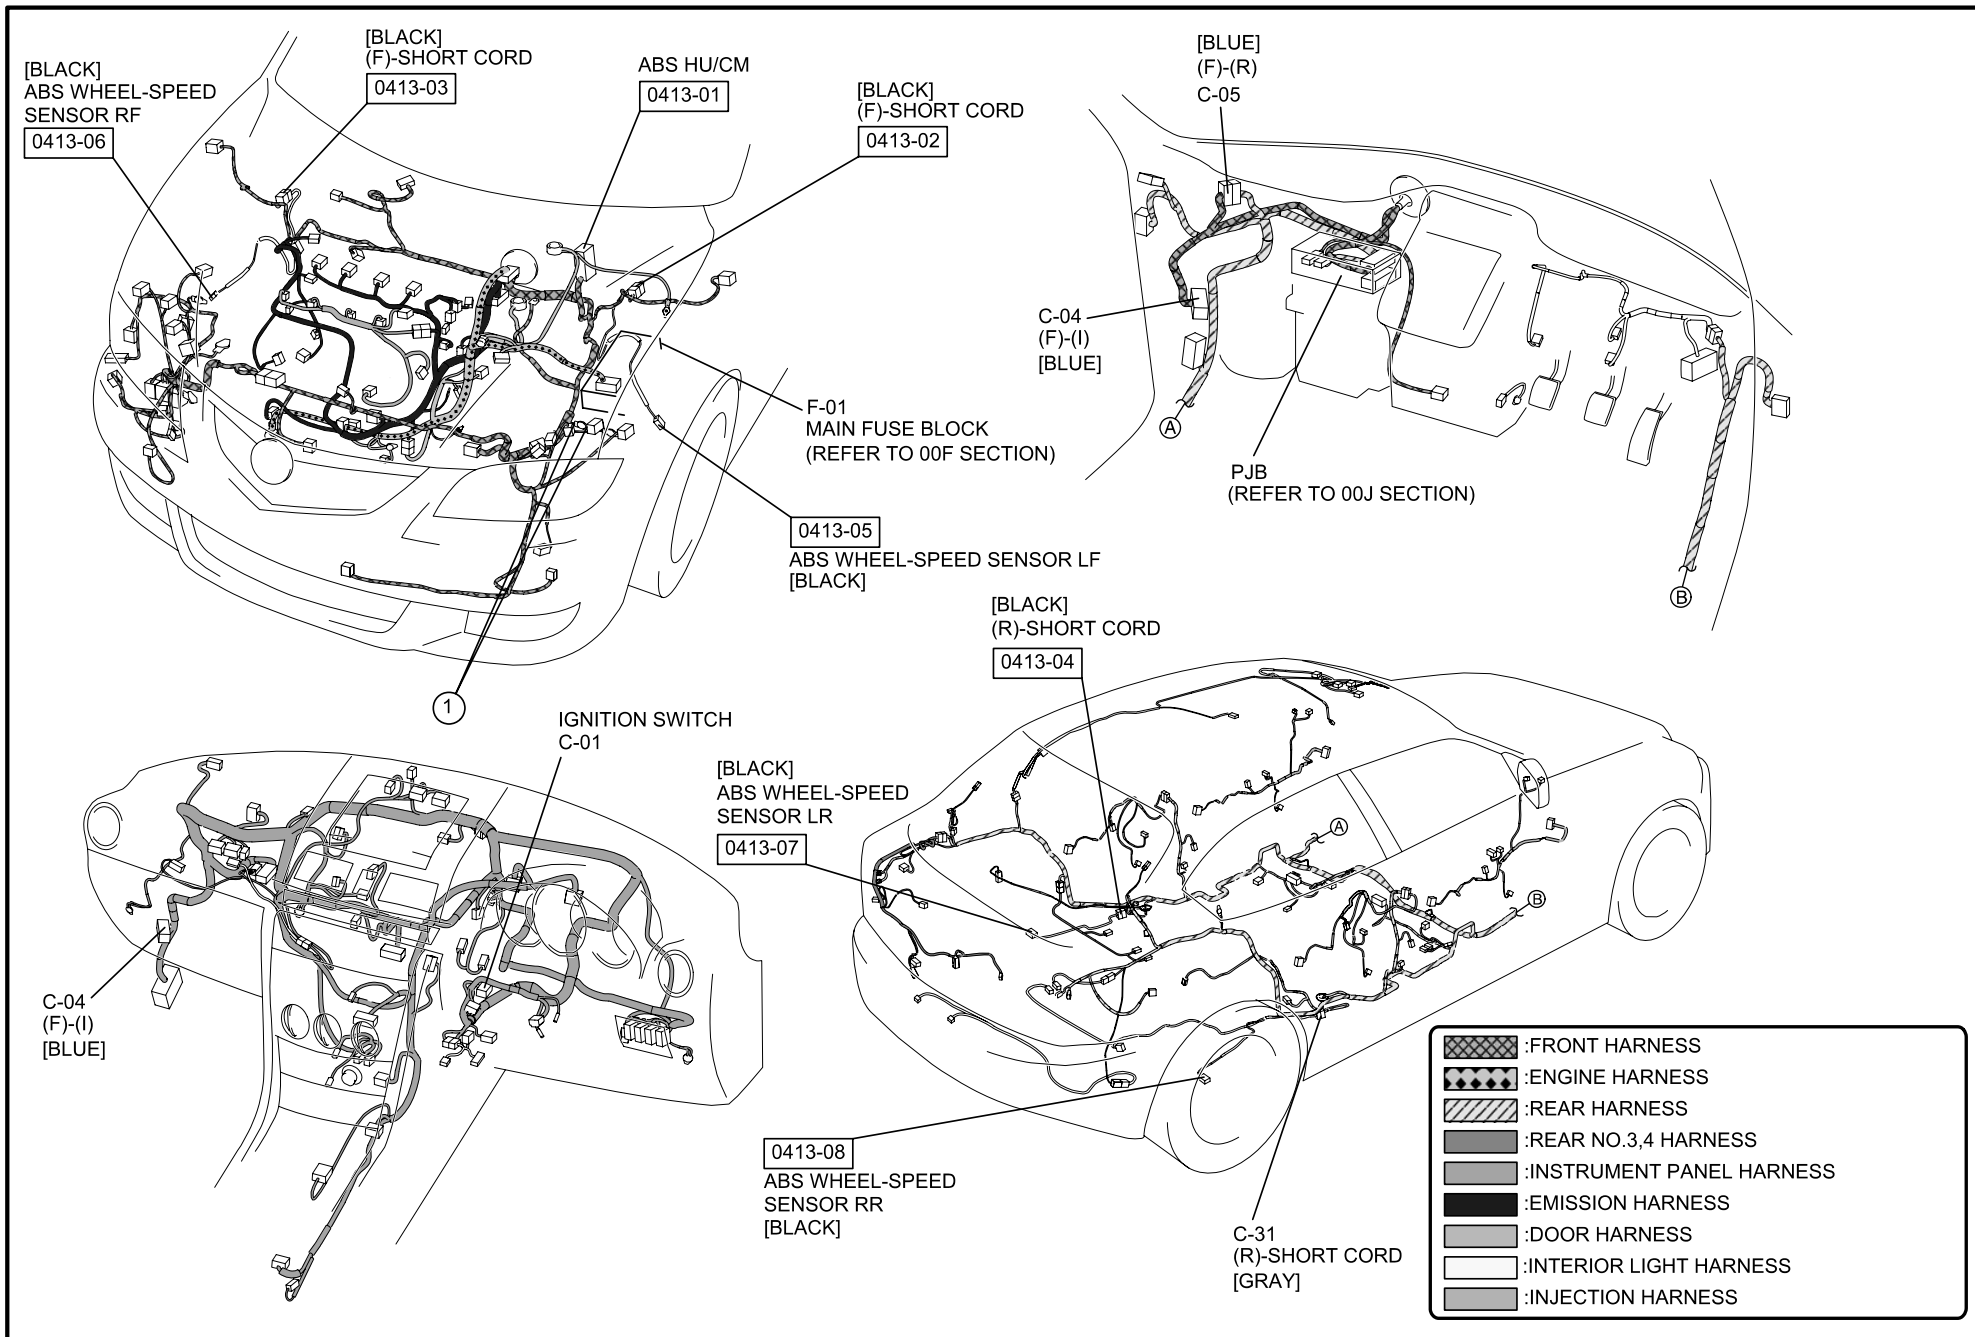 [BLACK]
ABS WHEEL-SPEED
SENSOR RF
0413-06
[BLACK]
(F)-SHORT CORD
0413-03
ABS HU/CM
0413-01
[BLACK]
(F)-SHORT CORD
0413-02
F-01
MAIN FUSE BLOCK
(REFER TO 00F SECTION)
0413-05
ABS WHEEL-SPEED SENSOR LF
[BLACK]
1
[BLUE]
(F)-(R)
C-05
C-04
(F)-(I)
[BLUE]
A
PJB
(REFER TO 00J SECTION)
B
IGNITION SWITCH
C-01
C-04
(F)-(I)
[BLUE]
[BLACK]
(R)-SHORT CORD
0413-04
[BLACK]
ABS WHEEL-SPEED
SENSOR LR
0413-07
A
B
0413-08
ABS WHEEL-SPEED
SENSOR RR
[BLACK]
C-31
(R)-SHORT CORD
[GRAY]
:FRONT HARNESS
:ENGINE HARNESS
:REAR HARNESS
:REAR NO.3,4 HARNESS
:INSTRUMENT PANEL HARNESS
:EMISSION HARNESS
:DOOR HARNESS
:INTERIOR LIGHT HARNESS
:INJECTION HARNESS